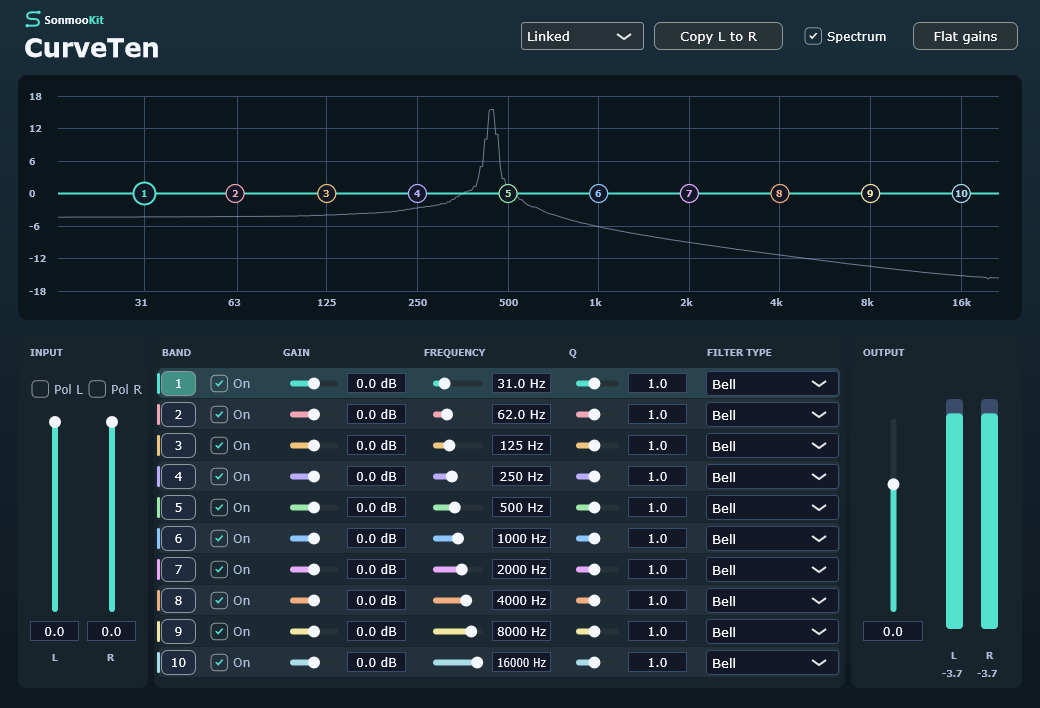 SonmooKit
CurveTen
Linked
Copy L to R
Spectrum
Flat gains
18
12
6
0
-6
-12
-18
1 2 3 4 5 6 7 8 9 10
31 63 125 250 500 1k 2k 4k 8k 16k
INPUT
Pol L Pol R
0.0 0.0
L R
BAND GAIN FREQUENCY Q FILTER TYPE
1 On 0.0 dB 31.0 Hz 1.0 Bell
2 On 0.0 dB 62.0 Hz 1.0 Bell
3 On 0.0 dB 125 Hz 1.0 Bell
4 On 0.0 dB 250 Hz 1.0 Bell
5 On 0.0 dB 500 Hz 1.0 Bell
6 On 0.0 dB 1000 Hz 1.0 Bell
7 On 0.0 dB 2000 Hz 1.0 Bell
8 On 0.0 dB 4000 Hz 1.0 Bell
9 On 0.0 dB 8000 Hz 1.0 Bell
10 On 0.0 dB 16000 Hz 1.0 Bell
OUTPUT
0.0
L R
-3.7 -3.7